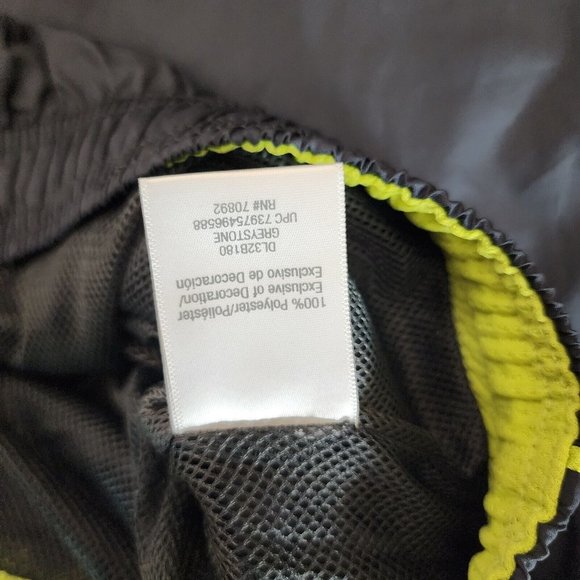 100% Polyester/Poliéster
Exclusive of Decoration/
Exclusivo de Decoración
DL32B180
GREYSTONE
UPC 73975496588
RN# 70892